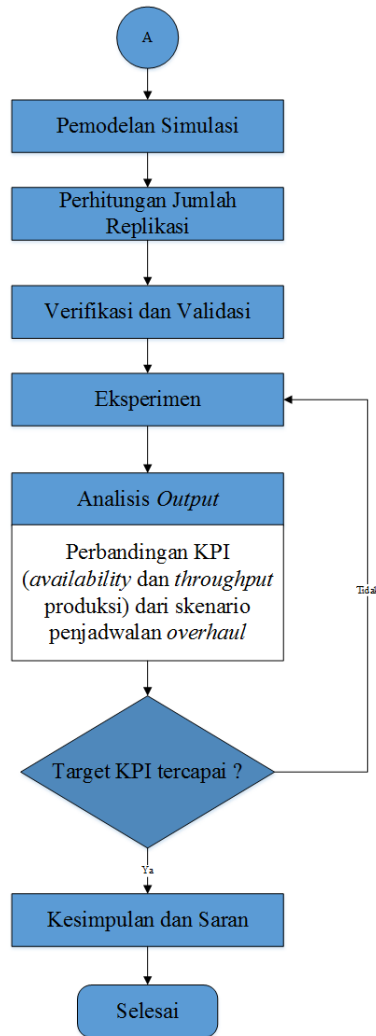 A
Pemodelan Simulasi
Perhitungan Jumlah
Replikasi
Verifikasi dan Validasi
Eksperimen
Analisis Output
Perbandingan KPI
(availability dan throughput
produksi) dari skenario
penjadwalan overhaul
Tidak
Target KPI tercapai ?
Ya
Kesimpulan dan Saran
Selesai